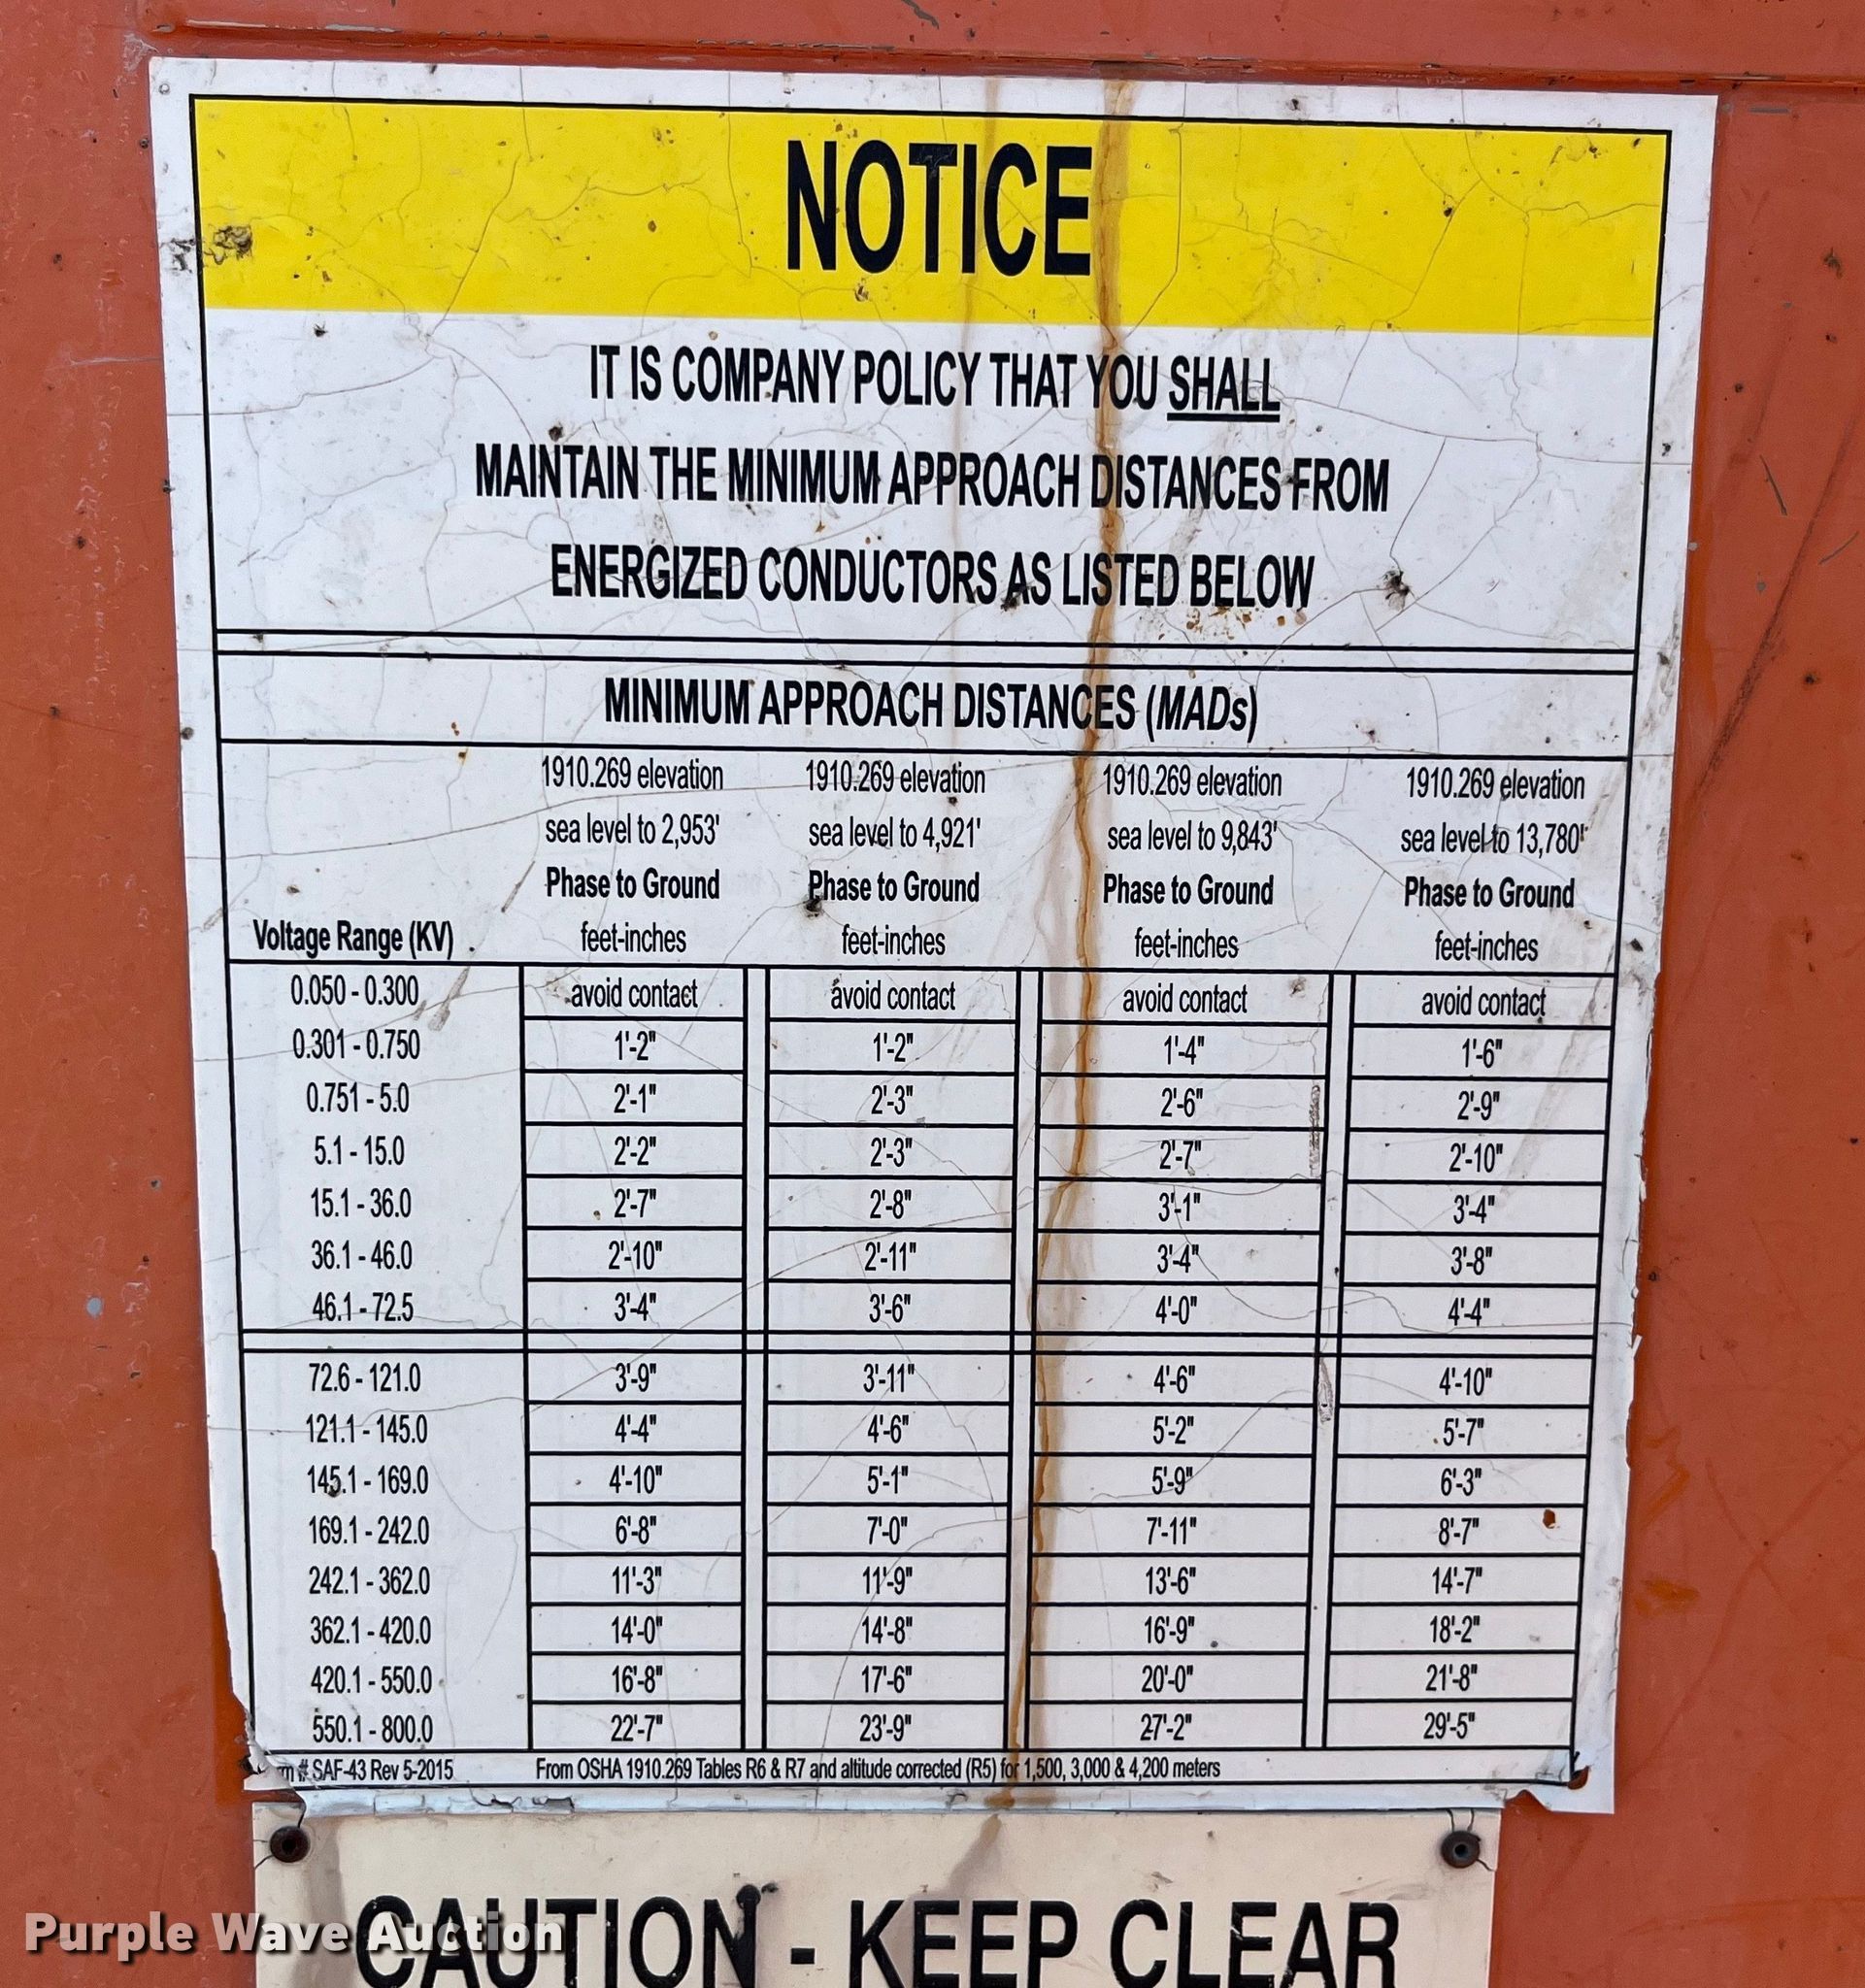 NOTICE
IT IS COMPANY POLICY THAT YOU SHALL
MAINTAIN THE MINIMUM APPROACH DISTANCES FROM
ENERGIZED CONDUCTORS AS LISTED BELOW
MINIMUM APPROACH DISTANCES (MADs)
1910.269 elevation 1910.269 elevation 1910.269 elevation 1910.269 elevation
sea level to 2,953' sea level to 4,921' sea level to 9,843' sea level to 13,780'
Phase to Ground Phase to Ground Phase to Ground Phase to Ground
Voltage Range (KV) feet-inches feet-inches feet-inches feet-inches
0.050 - 0.300 avoid contact avoid contact avoid contact avoid contact
0.301 - 0.750 1'-2" 1'-2" 1'-4" 1'-6"
0.751 - 5.0 2'-1" 2'-3" 2'-6" 2'-9"
5.1 - 15.0 2'-2" 2'-3" 2'-7" 2'-10"
15.1 - 36.0 2'-7" 2'-8" 3'-1" 3'-4"
36.1 - 46.0 2'-10" 2'-11" 3'-4" 3'-8"
46.1 - 72.5 3'-4" 3'-6" 4'-0" 4'-4"
72.6 - 121.0 3'-9" 3'-11" 4'-6" 4'-10"
121.1 - 145.0 4'-4" 4'-6" 5'-2" 5'-7"
145.1 - 169.0 4'-10" 5'-1" 5'-9" 6'-3"
169.1 - 242.0 6'-8" 7'-0" 7'-11" 8'-7"
242.1 - 362.0 11'-3" 11'-9" 13'-6" 14'-7"
362.1 - 420.0 14'-0" 14'-8" 16'-9" 18'-2"
420.1 - 550.0 16'-8" 17'-6" 20'-0" 21'-8"
550.1 - 800.0 22'-7" 23'-9" 27'-2" 29'-5"
# SAF-43 Rev 5-2015 From OSHA 1910.269 Tables R6 & R7 and altitude corrected (R5) for 1,500, 3,000 & 4,200 meters
CAUTION - KEEP CLEAR
Purple Wave Auction